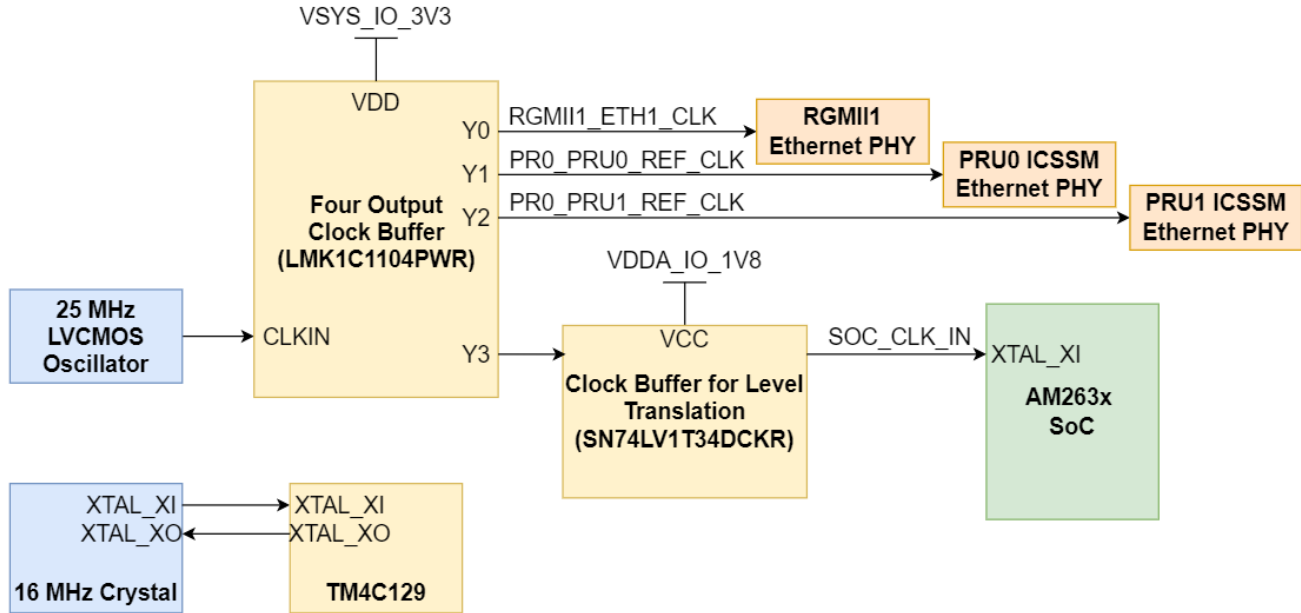 VSYS_IO_3V3
VDD
Y0
RGMII1_ETH1_CLK
RGMII1
Ethernet PHY
Y1
PR0_PRU0_REF_CLK
PRU0 ICSSM
Ethernet PHY
Y2
PR0_PRU1_REF_CLK
PRU1 ICSSM
Ethernet PHY
Four Output
Clock Buffer
(LMK1C1104PWR)
25 MHz
LVCMOS
Oscillator
CLKIN
Y3
VDDA_IO_1V8
VCC
Clock Buffer for Level
Translation
(SN74LV1T34DCKR)
SOC_CLK_IN
XTAL_XI
AM263x
SoC
XTAL_XI
XTAL_XO
16 MHz Crystal
XTAL_XI
XTAL_XO
TM4C129